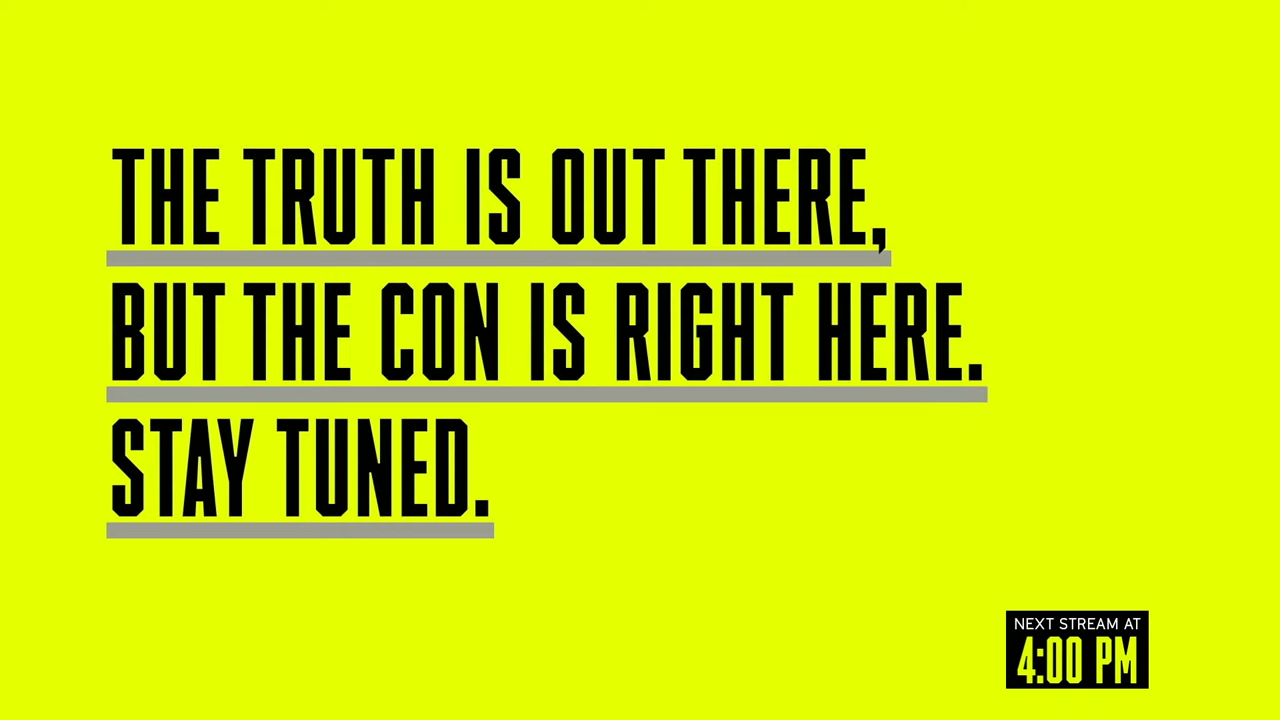 THE TRUTH IS OUT THERE,
BUT THE CON IS RIGHT HERE.
STAY TUNED.
NEXT STREAM AT
4:00 PM